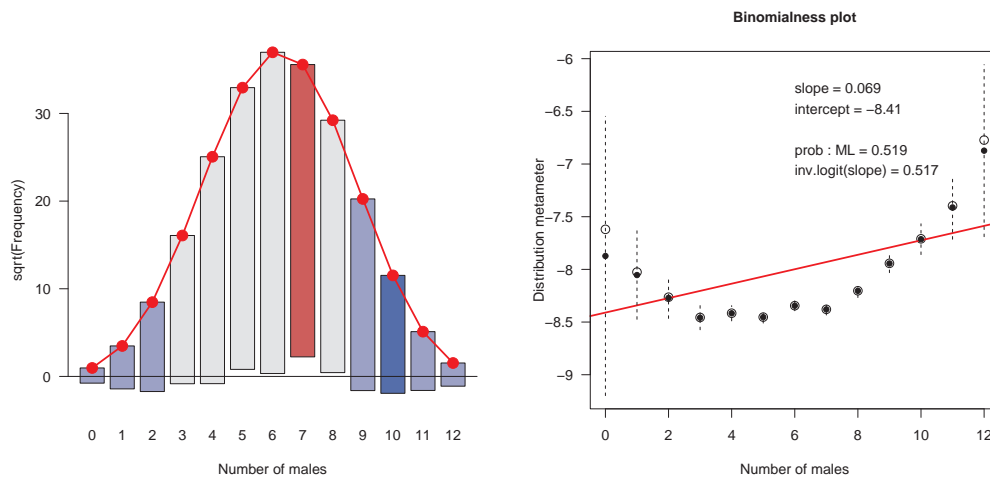 sqrt(Frequency)
30
20
10
0
0 1 2 3 4 5 6 7 8 9 10 11 12
Number of males
Binomialness plot
Distribution metameter
−6
−6.5
−7
−7.5
−8
−8.5
−9
slope = 0.069
intercept = −8.41
prob : ML = 0.519
inv.logit(slope) = 0.517
0 2 4 6 8 10 12
Number of males